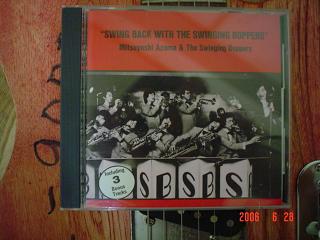 "SWING BACK WITH THE SWINGING BOPPERS"
Mitsuyoshi Azuma & The Swinging Boppers
Including
3
Bonus
Tracks
SBSBS
2006 6 28